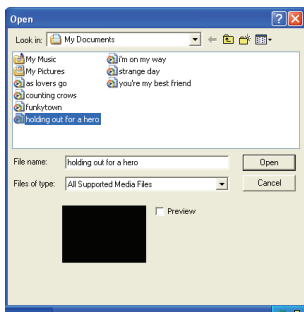 Open
Look in: My Documents
My Music
My Pictures
as lovers go
counting crows
funkytown
holding out for a hero
i'm on my way
strange day
you're my best friend
File name: holding out for a hero Open
Files of type: All Supported Media Files Cancel
Preview